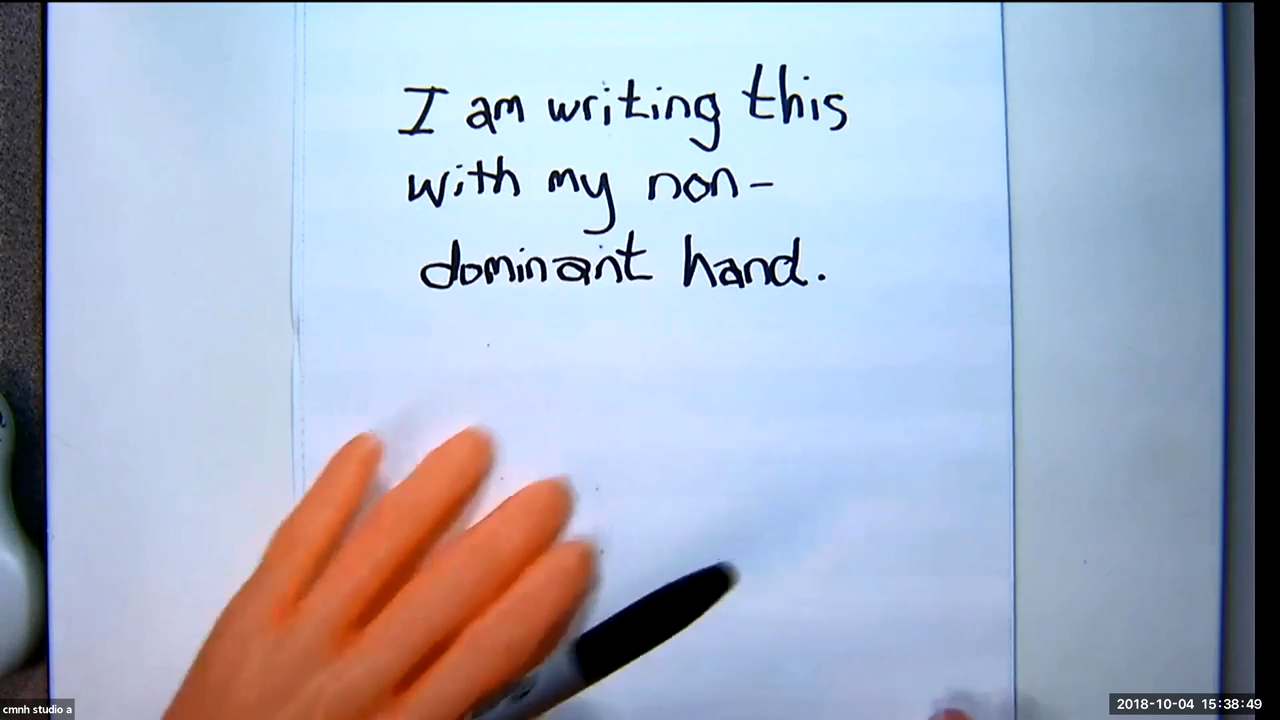 I am writing this
with my non-
dominant hand.
cmnh studio a
2018-10-04 15:38:49